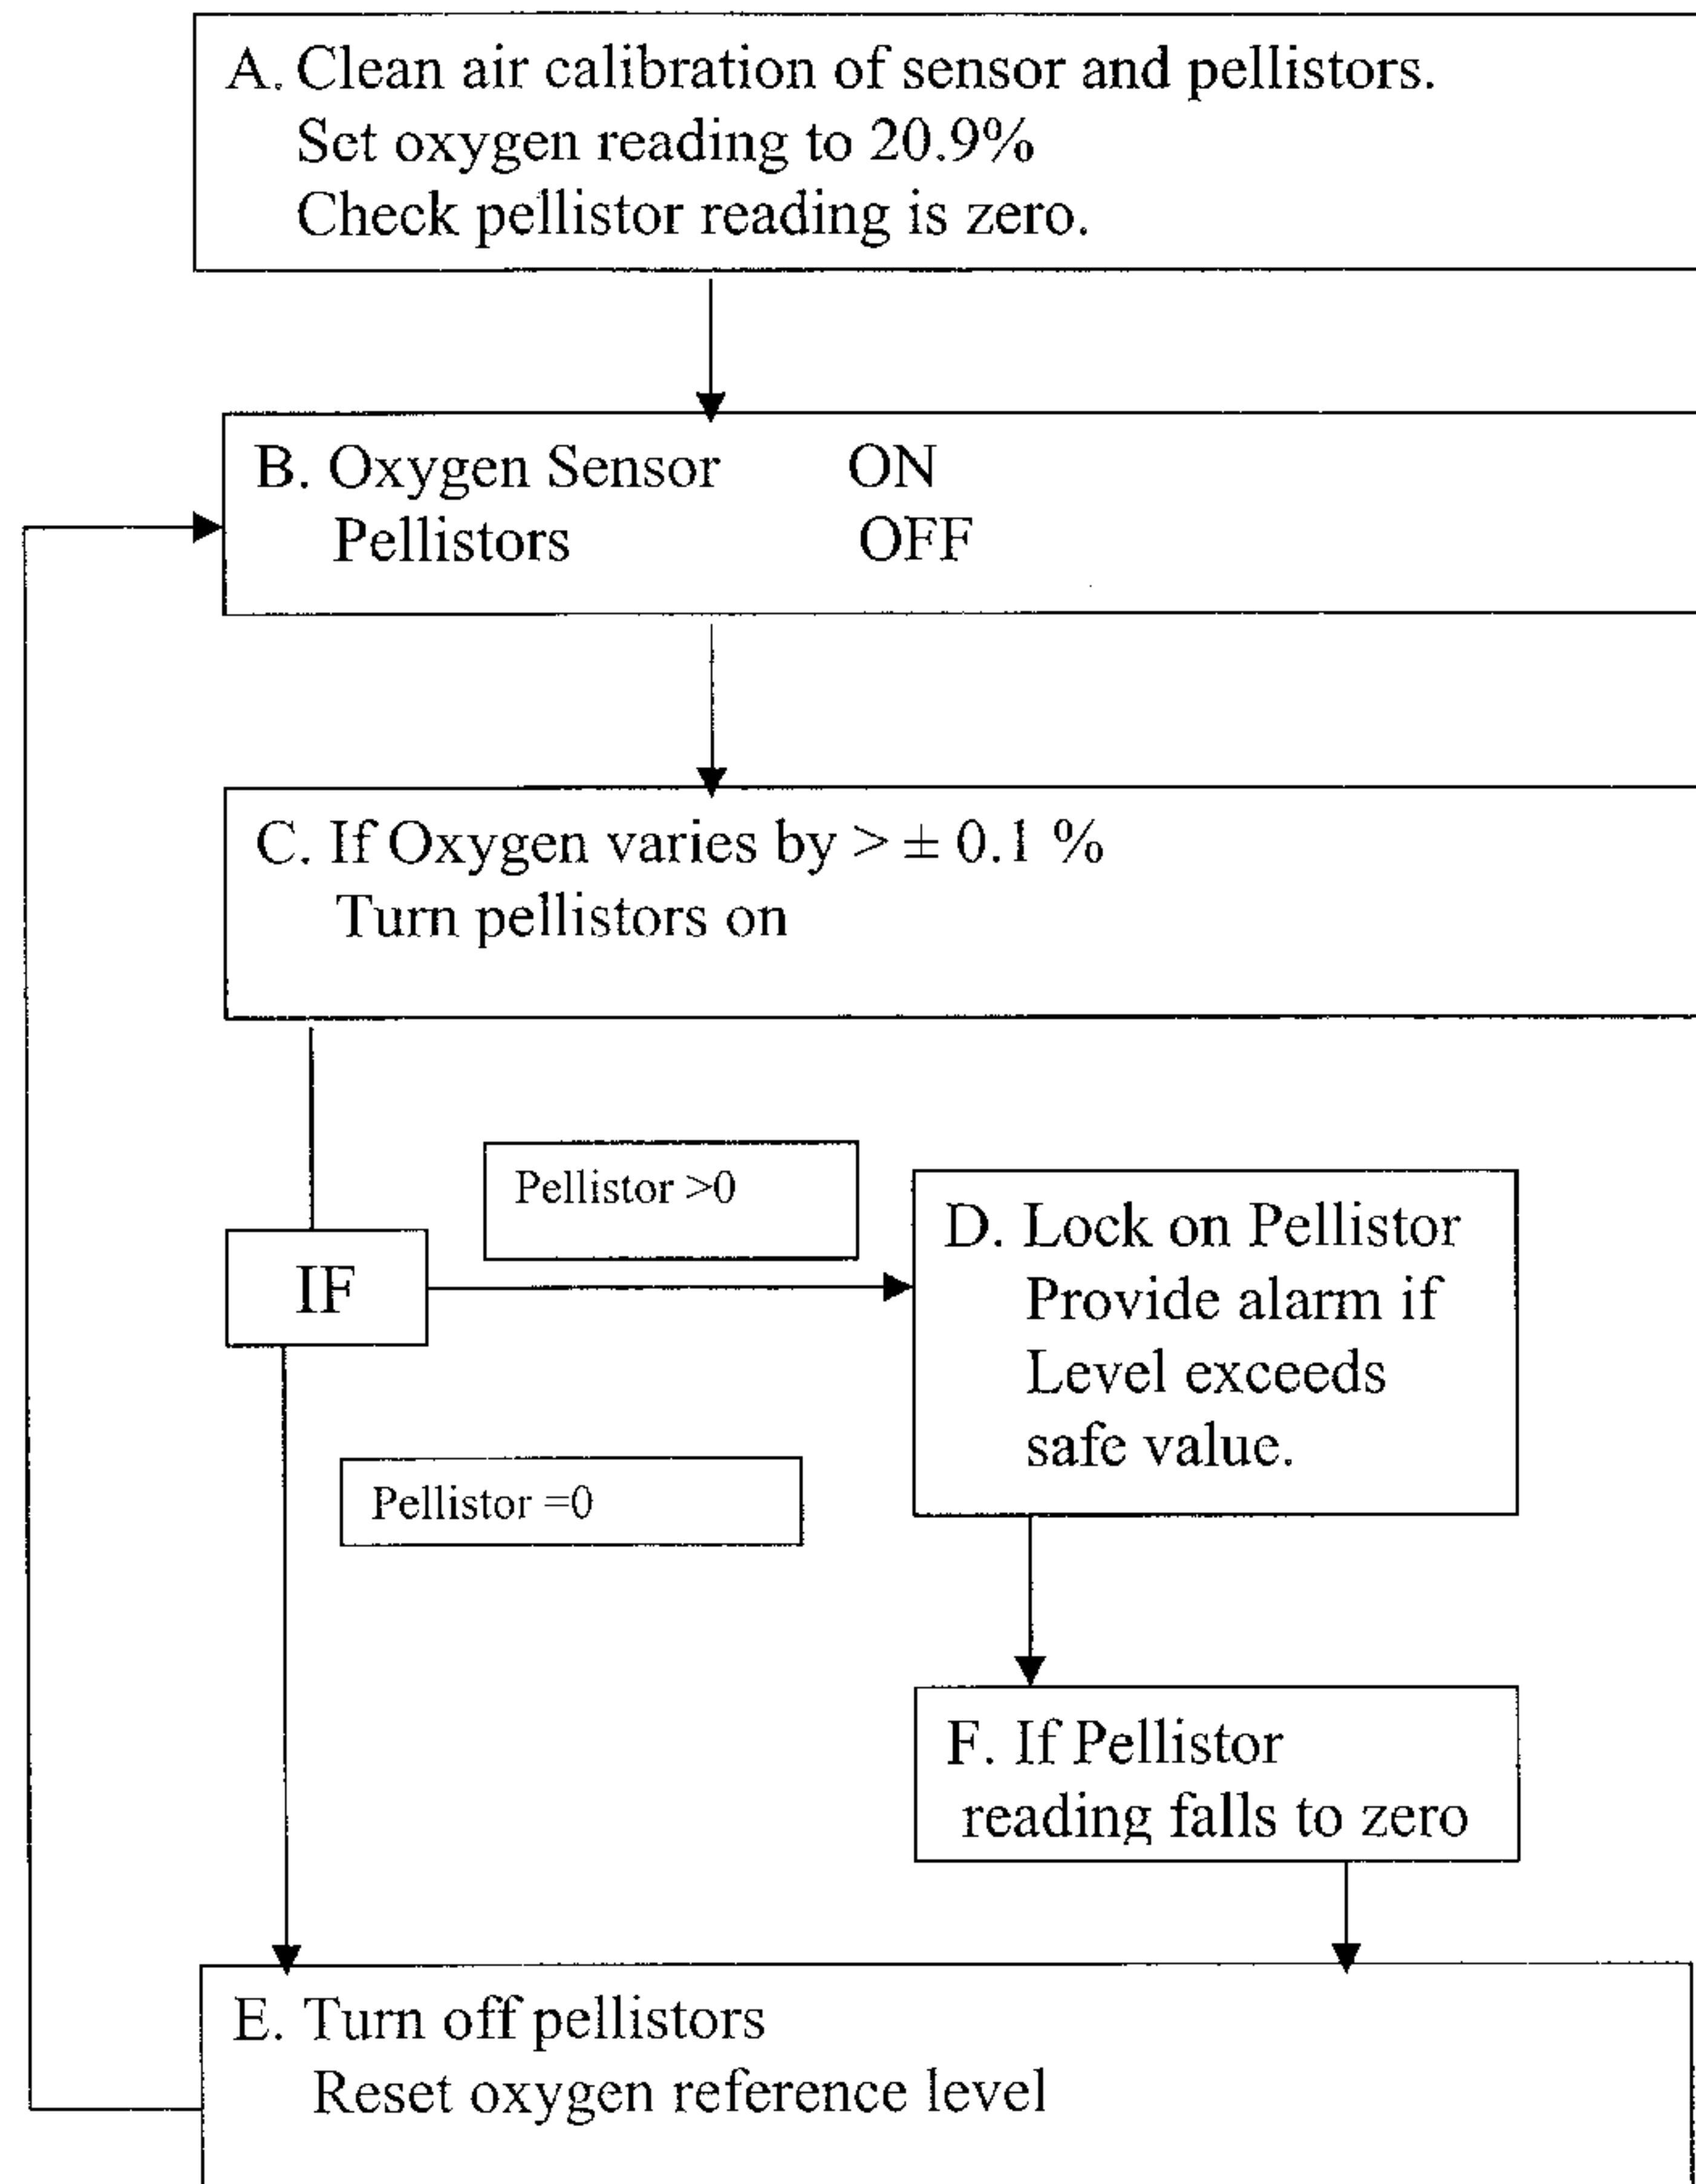 A. Clean air calibration of sensor and pellistors.
Set oxygen reading to 20.9%
Check pellistor reading is zero.
B. Oxygen Sensor ON
Pellistors OFF
C. If Oxygen varies by > ± 0.1 %
Turn pellistors on
Pellistor >0
IF
D. Lock on Pellistor
Provide alarm if
Level exceeds
safe value.
Pellistor =0
F. If Pellistor
reading falls to zero
E. Turn off pellistors
Reset oxygen reference level